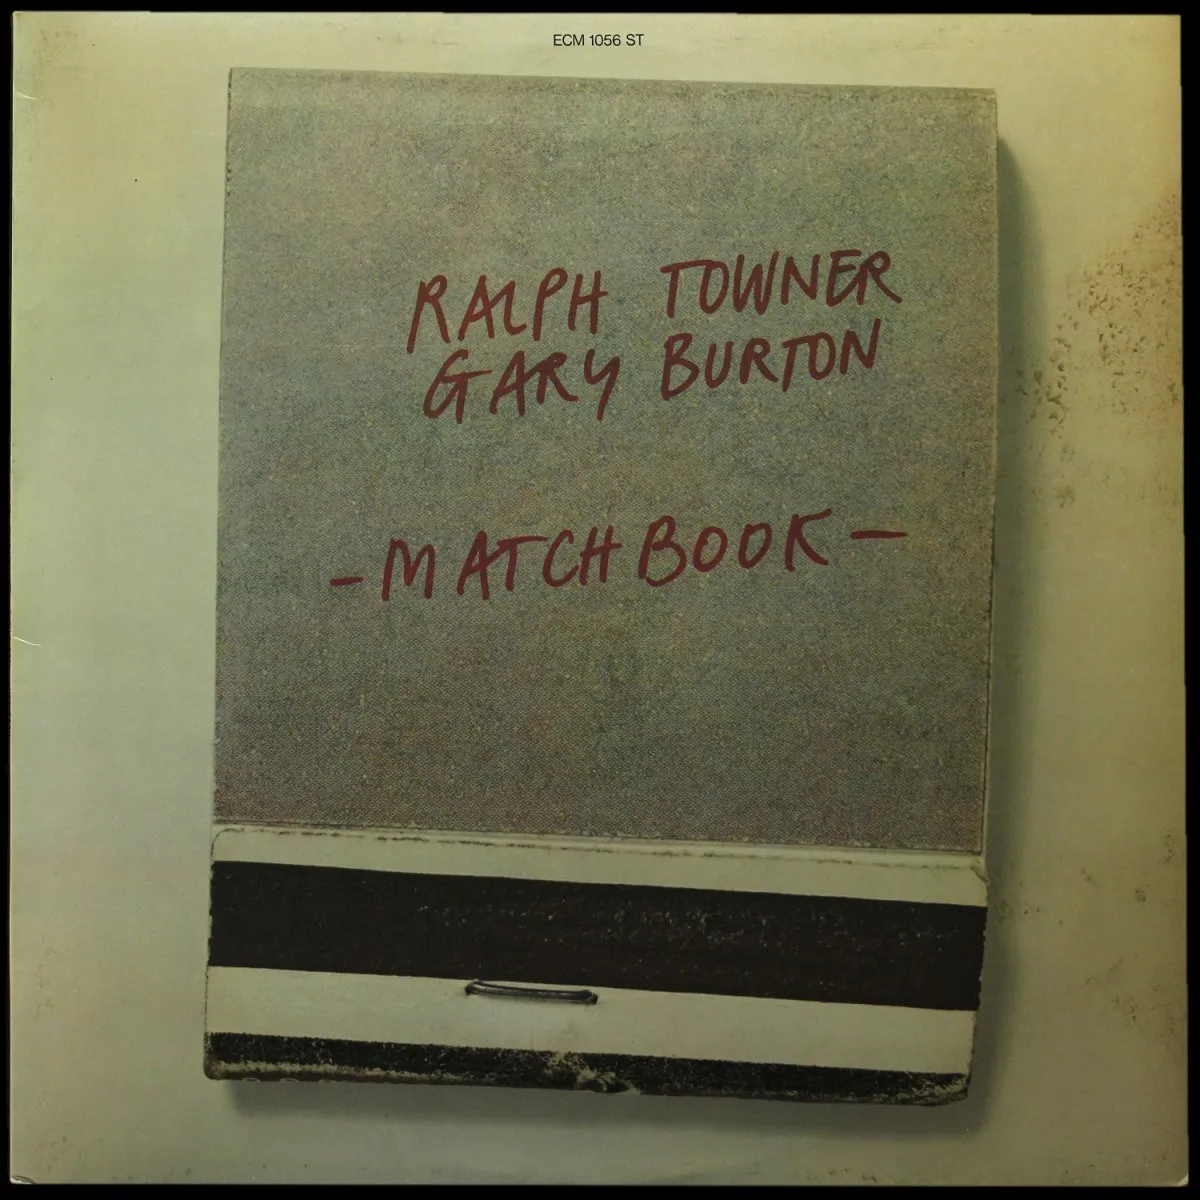 ECM 1056 ST
RALPH TOWNER
GARY BURTON
-MATCHBOOK-